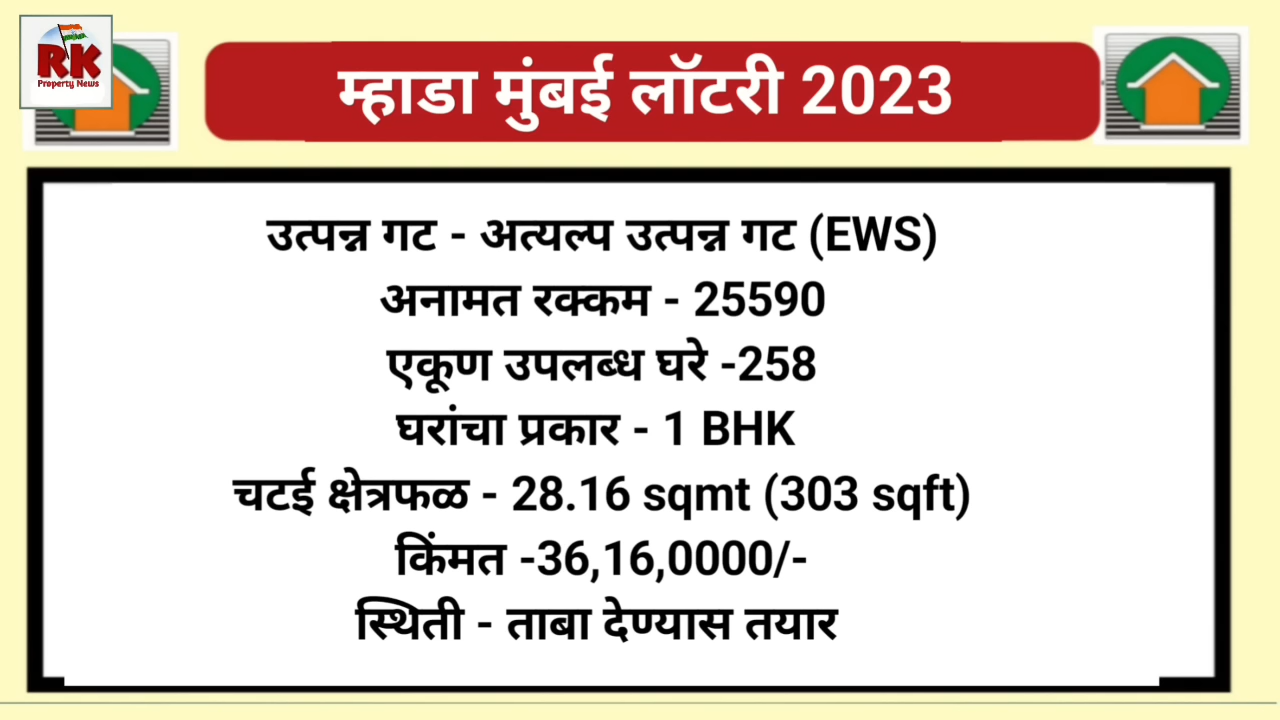 RK
Property News
म्हाडा मुंबई लॉटरी 2023
उत्पन्न गट - अत्यल्प उत्पन्न गट (EWS)
अनामत रक्कम - 25590
एकूण उपलब्ध घरे -258
घरांचा प्रकार - 1 BHK
चटई क्षेत्रफळ - 28.16 sqmt (303 sqft)
किंमत -36,16,0000/-
स्थिती - ताबा देण्यास तयार